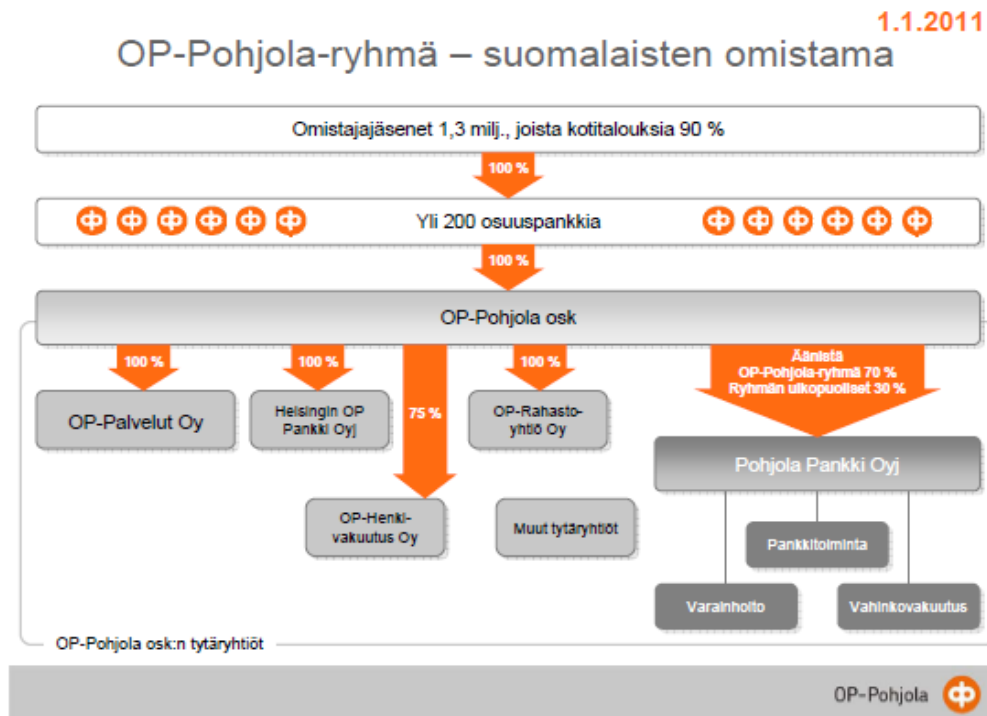 1.1.2011
OP-Pohjola-ryhmä – suomalaisten omistama
Omistajajäsenet 1,3 milj., joista kotitalouksia 90 %
100 %
Yli 200 osuuspankkia
100 %
OP-Pohjola osk
100 %
100 %
75 %
100 %
Äänistä
OP-Pohjola-ryhmä 70 %
Ryhmän ulkopuoliset 30 %
OP-Palvelut Oy
Helsingin OP
Pankki Oyj
OP-Rahasto-
yhtiö Oy
Pohjola Pankki Oyj
OP-Henki-
vakuutus Oy
Muut tytäryhtiöt
Pankkitoiminta
Varainhoito
Vahinkovakuutus
OP-Pohjola osk:n tytäryhtiöt
OP-Pohjola